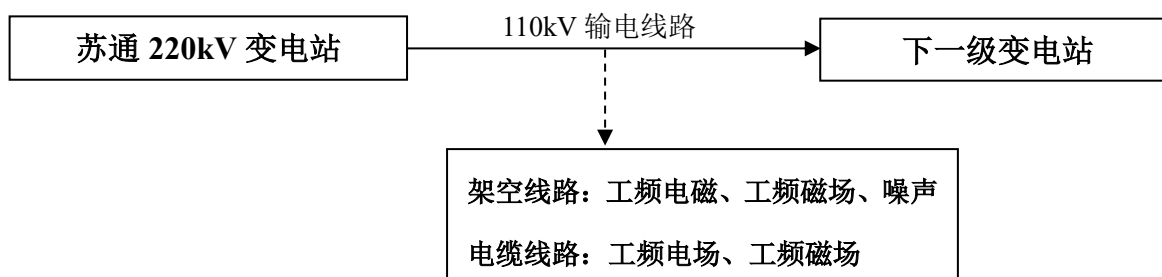 110kV 输电线路
苏通 220kV 变电站
下一级变电站
架空线路：工频电磁、工频磁场、噪声
电缆线路：工频电场、工频磁场